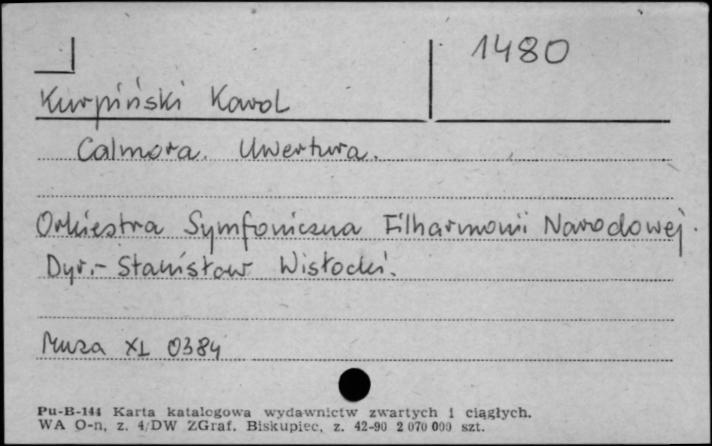 1480
Kurpiński Karol
Calmora. Uwertura.
Orkiestra Symfoniczna Filharmonii Narodowej.
Dyr.- Stanisław Wisłocki.
Muza XL 0384
Pu-B-144 Karta katalogowa wydawnictw zwartych i ciągłych.
WA O-n, z. 4/DW ZGraf. Biskupiec, z. 42-90 2 070 000 szt.